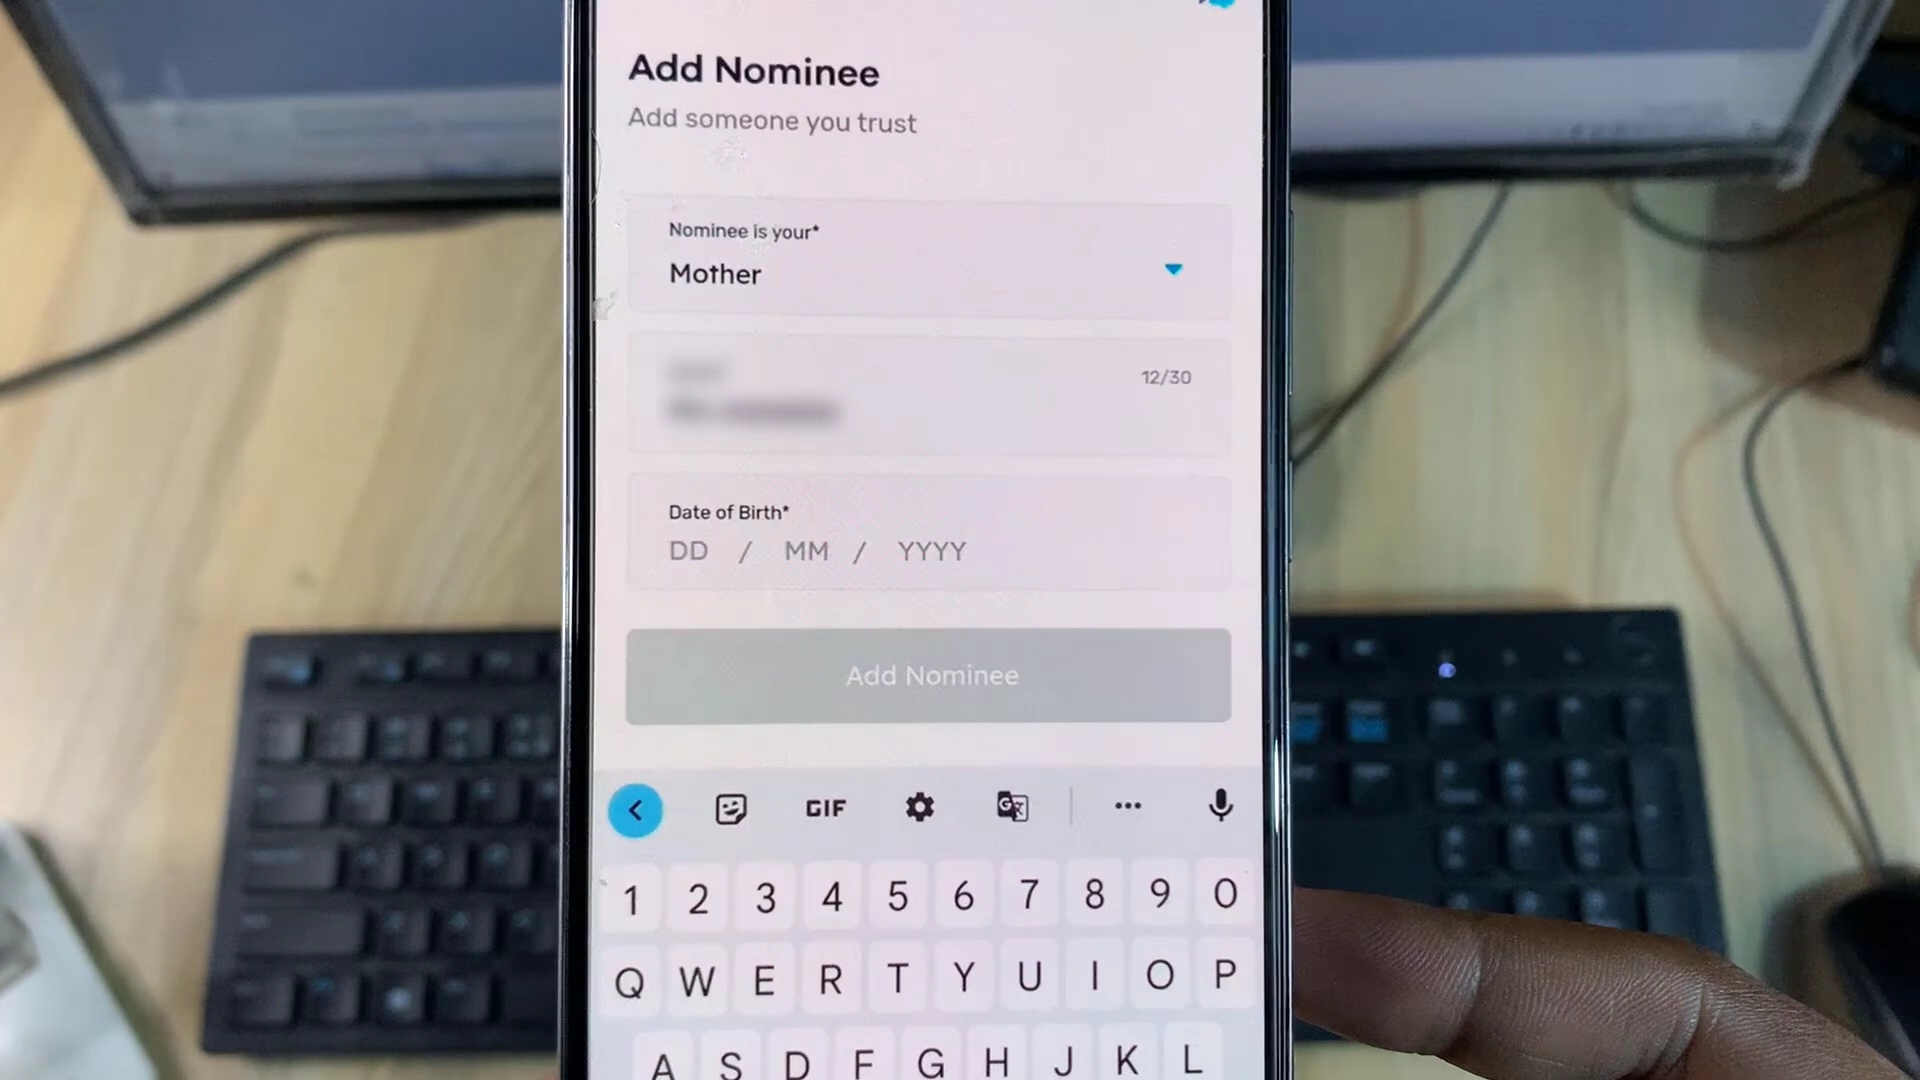 Add Nominee
Add someone you trust
Nominee is your*
Mother
12/30
Date of Birth*
DD / MM / YYYY
Add Nominee
GIF
1 2 3 4 5 6 7 8 9 0
Q W E R T Y U I O P
A S D F G H J K L